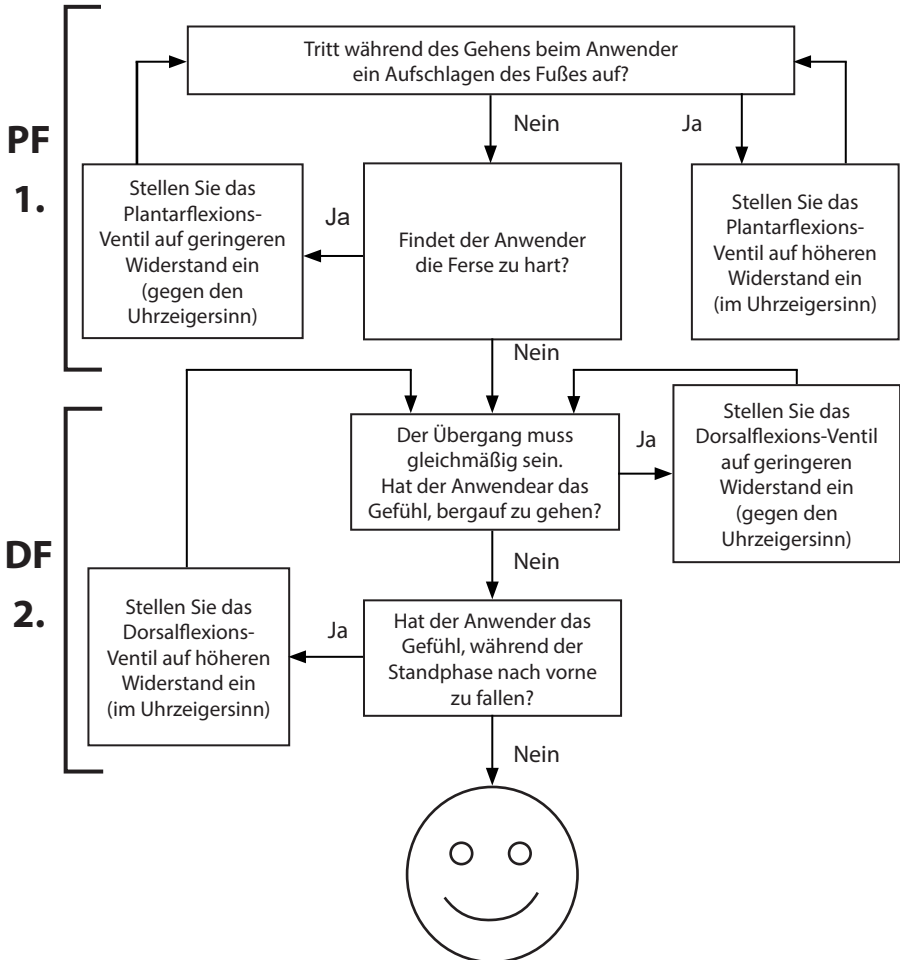 Tritt während des Gehens beim Anwender
ein Aufschlagen des Fußes auf?
Nein
Ja
PF
1.
Stellen Sie das
Plantarflexions-
Ventil auf geringeren
Widerstand ein
(gegen den
Uhrzeigersinn)
Ja
Findet der Anwender
die Ferse zu hart?
Stellen Sie das
Plantarflexions-
Ventil auf höheren
Widerstand ein
(im Uhrzeigersinn)
Nein
Der Übergang muss
gleichmäßig sein.
Hat der Anwendear das
Gefühl, bergauf zu gehen?
Ja
Stellen Sie das
Dorsalflexions-Ventil
auf geringeren
Widerstand ein
(gegen den
Uhrzeigersinn)
Nein
DF
2.
Stellen Sie das
Dorsalflexions-
Ventil auf höheren
Widerstand ein
(im Uhrzeigersinn)
Ja
Hat der Anwender das
Gefühl, während der
Standphase nach vorne
zu fallen?
Nein